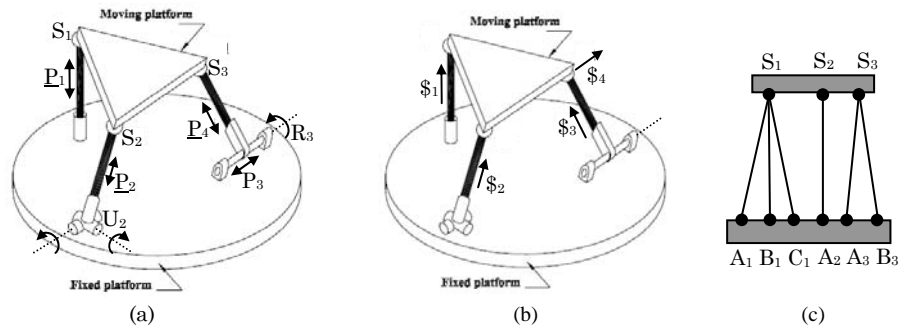 Moving platform
S1
P1
S3
P4
R3
S2
P3
P2
U2
Fixed platform
(a)
Moving platform
$1
$4
$3
$2
Fixed platform
(b)
S1 S2 S3
A1 B1 C1 A2 A3 B3
(c)